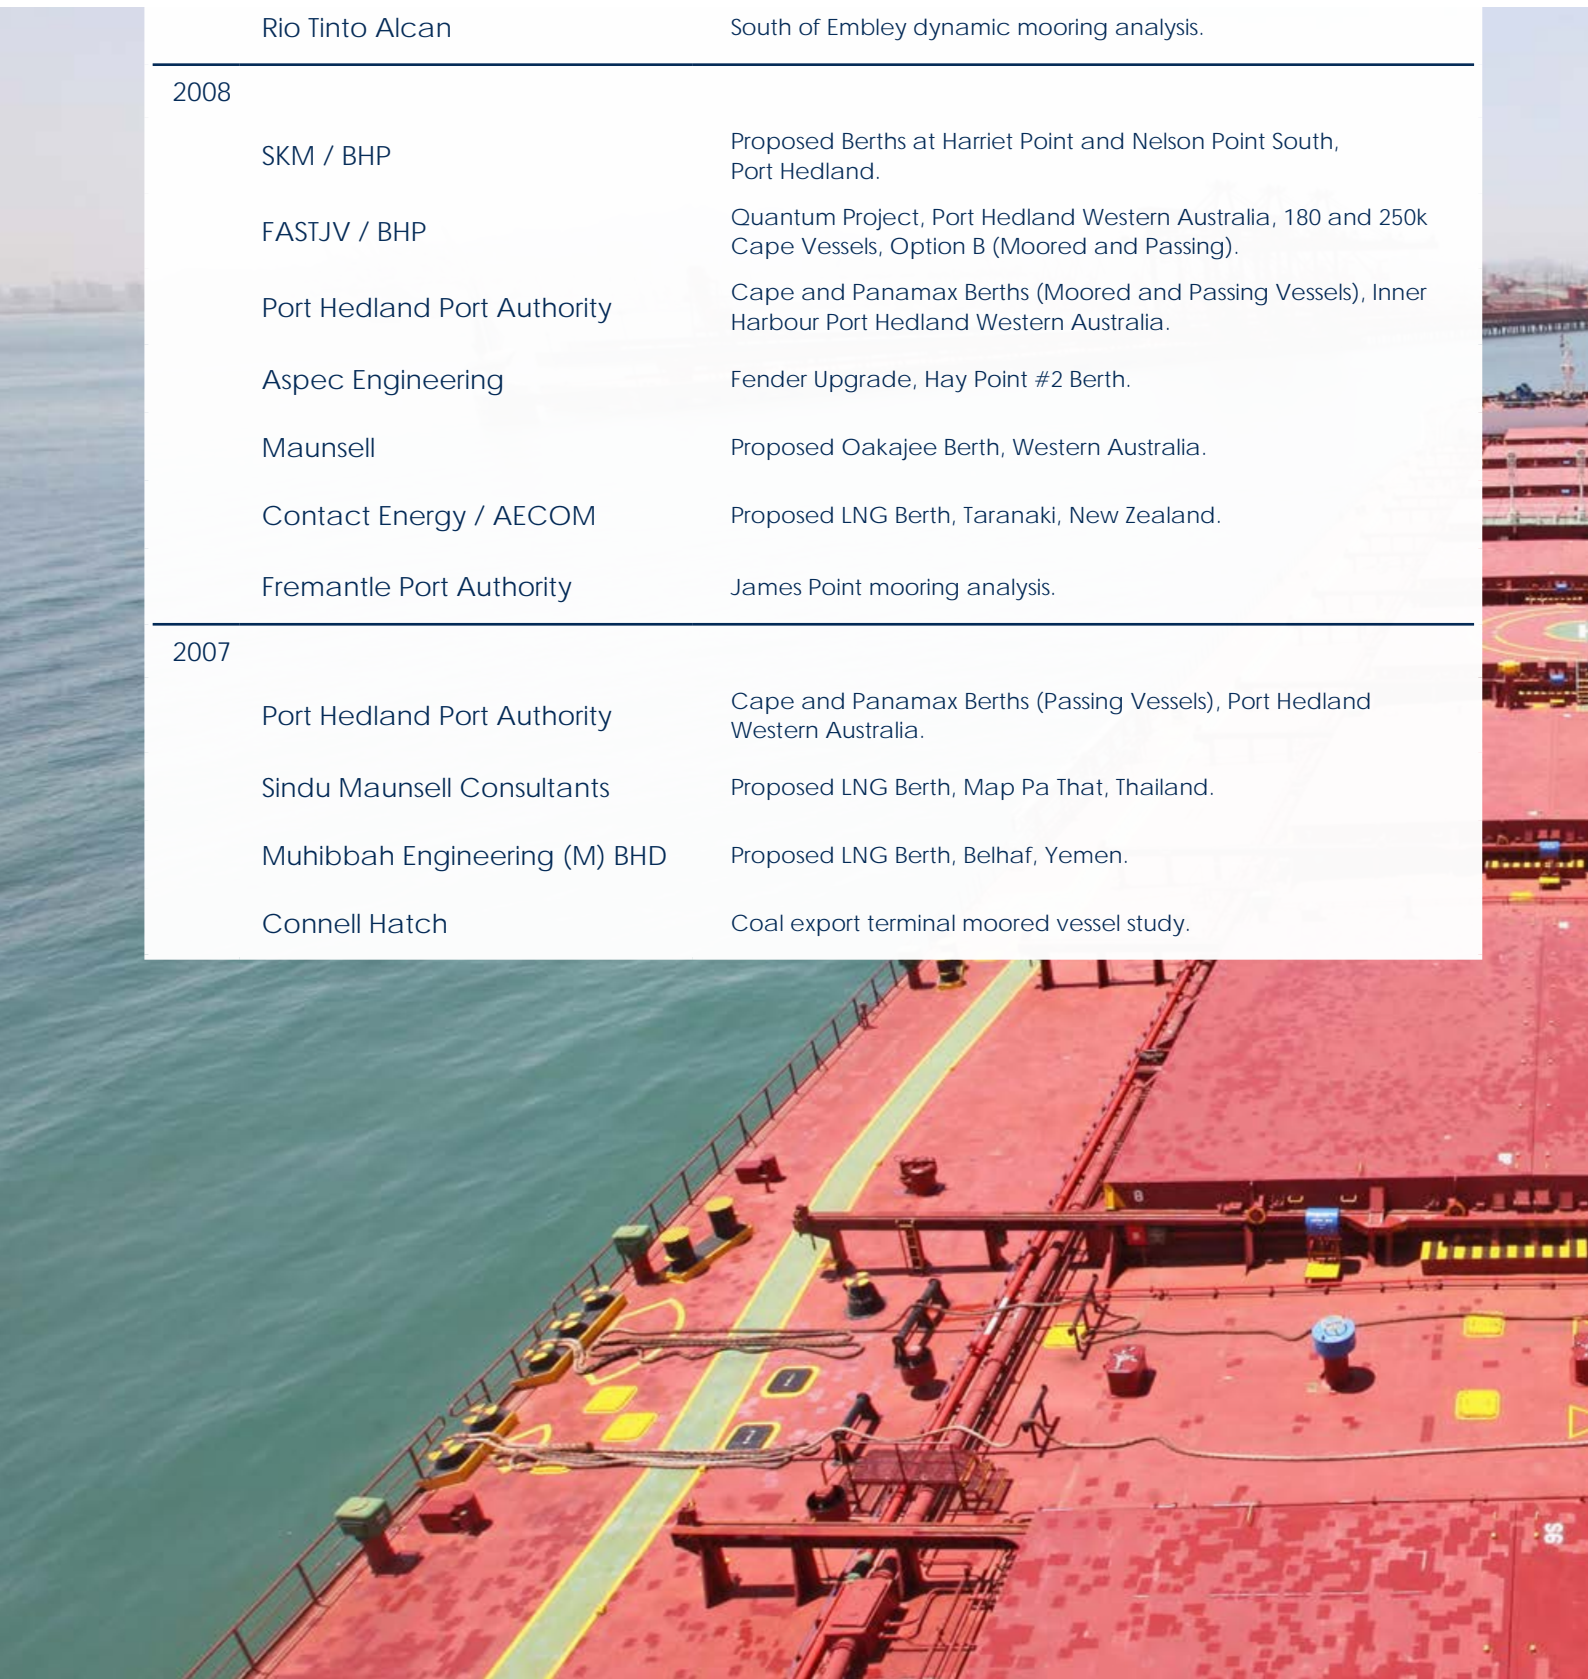 Rio Tinto Alcan South of Embley dynamic mooring analysis.
2008
SKM / BHP Proposed Berths at Harriet Point and Nelson Point South,
Port Hedland.
FASTJV / BHP Quantum Project, Port Hedland Western Australia, 180 and 250k
Cape Vessels, Option B (Moored and Passing).
Port Hedland Port Authority Cape and Panamax Berths (Moored and Passing Vessels), Inner
Harbour Port Hedland Western Australia.
Aspec Engineering Fender Upgrade, Hay Point #2 Berth.
Maunsell Proposed Oakajee Berth, Western Australia.
Contact Energy / AECOM Proposed LNG Berth, Taranaki, New Zealand.
Fremantle Port Authority James Point mooring analysis.
2007
Port Hedland Port Authority Cape and Panamax Berths (Passing Vessels), Port Hedland
Western Australia.
Sindu Maunsell Consultants Proposed LNG Berth, Map Pa That, Thailand.
Muhibbah Engineering (M) BHD Proposed LNG Berth, Belhaf, Yemen.
Connell Hatch Coal export terminal moored vessel study.
8